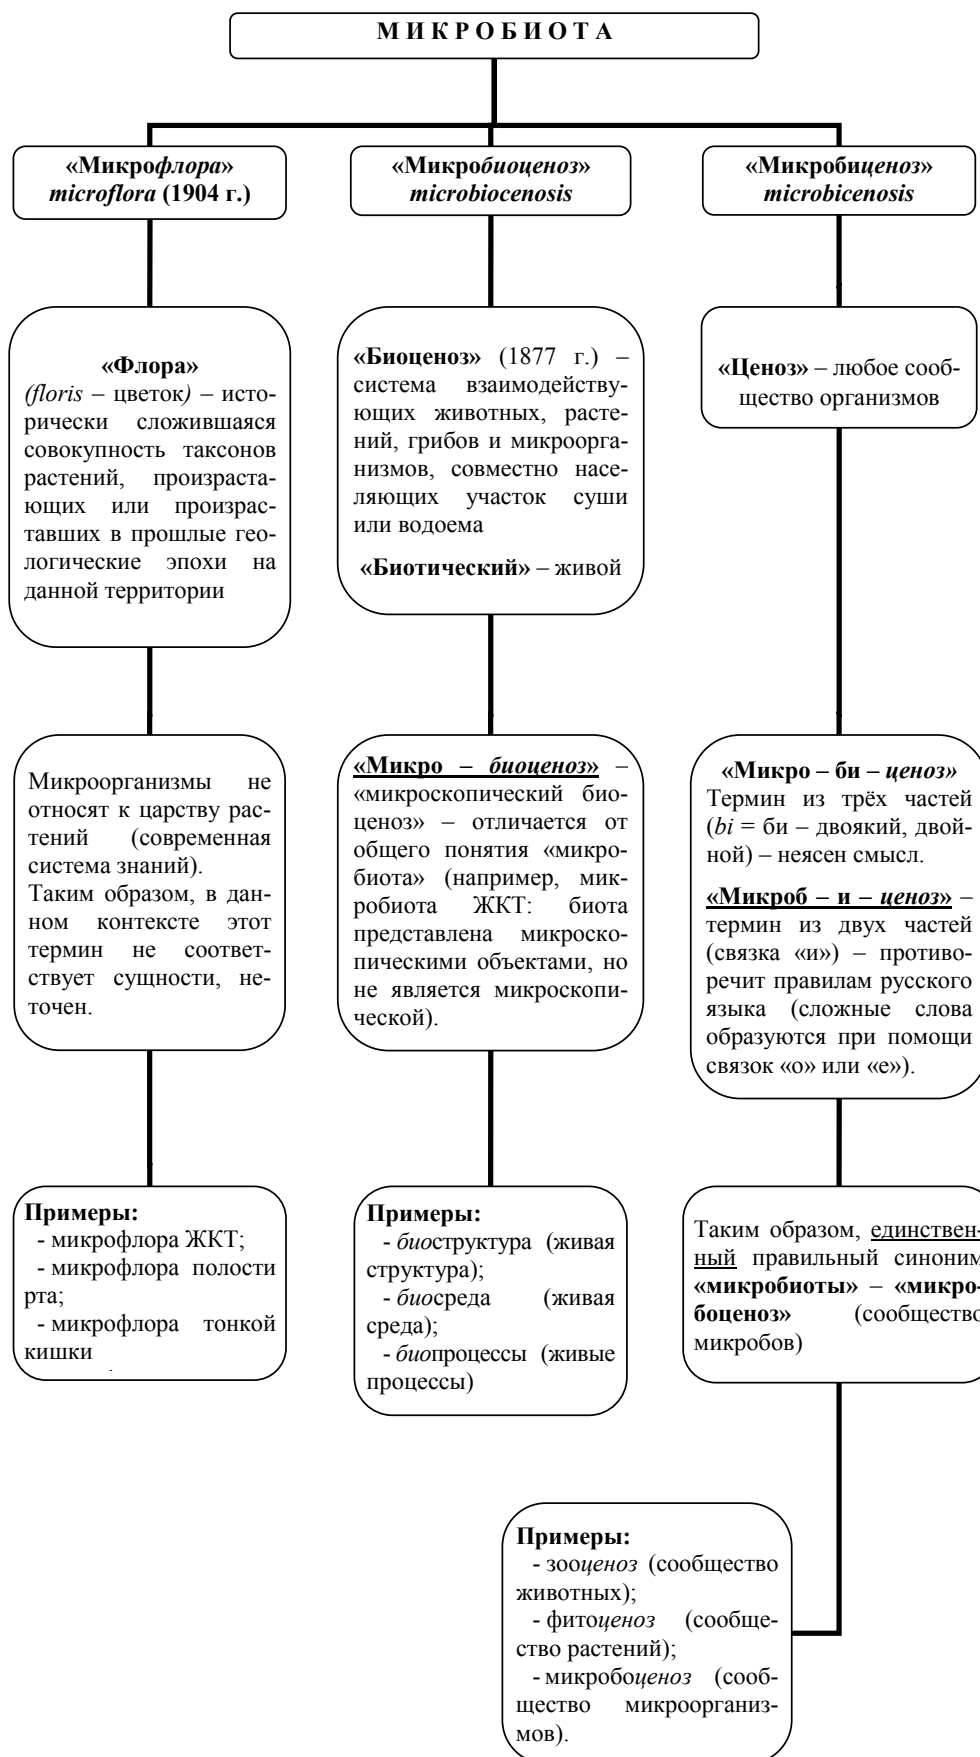 МИКРОБИОТА
«Микрофлора»
microflora (1904 г.)
«Микробиоценоз»
microbiocenosis
«Микробиценоз»
microbicenosis
«Флора»
(floris – цветок) – исто-
рически сложившаяся
совокупность таксонов
растений, произраста-
ющих или произрас-
тавших в прошлые гео-
логические эпохи на
данной территории
«Биоценоз» (1877 г.) –
система взаимодейству-
ющих животных, расте-
ний, грибов и микроорга-
низмов, совместно насе-
ляющих участок суши
или водоема
«Биотический» – живой
«Ценоз» – любое сооб-
щество организмов
Микроорганизмы не
относят к царству рас-
тений (современная
система знаний).
Таким образом, в дан-
ном контексте этот
термин не соответ-
ствует сущности, не-
точен.
«Микро – биоценоз» –
«микроскопический био-
ценоз» – отличается от
общего понятия «микро-
биота» (например, мик-
робиота ЖКТ: биота
представлена микроско-
пическими объектами, но
не является микроскопи-
ческой).
«Микро – би – ценоз»
Термин из трёх частей
(bi = би – двоякий, двой-
ной) – неясен смысл.
«Микроб – и – ценоз» –
термин из двух частей
(связка «и») – противо-
речит правилам русского
языка (сложные слова
образуются при помощи
связок «о» или «е»).
Примеры:
- микрофлора ЖКТ;
- микрофлора полости
рта;
- микрофлора тонкой
кишки
Примеры:
- биоструктура (живая
структура);
- биосреда (живая
среда);
- биопроцессы (живые
процессы)
Таким образом, единствен-
ный правильный синоним
«микробиоты» – «микро-
боценоз» (сообщество
микробов)
Примеры:
- зооценоз (сообщество
животных);
- фитоценоз (сообще-
ство растений);
- микробоценоз (сооб-
щество микроорганиз-
мов).